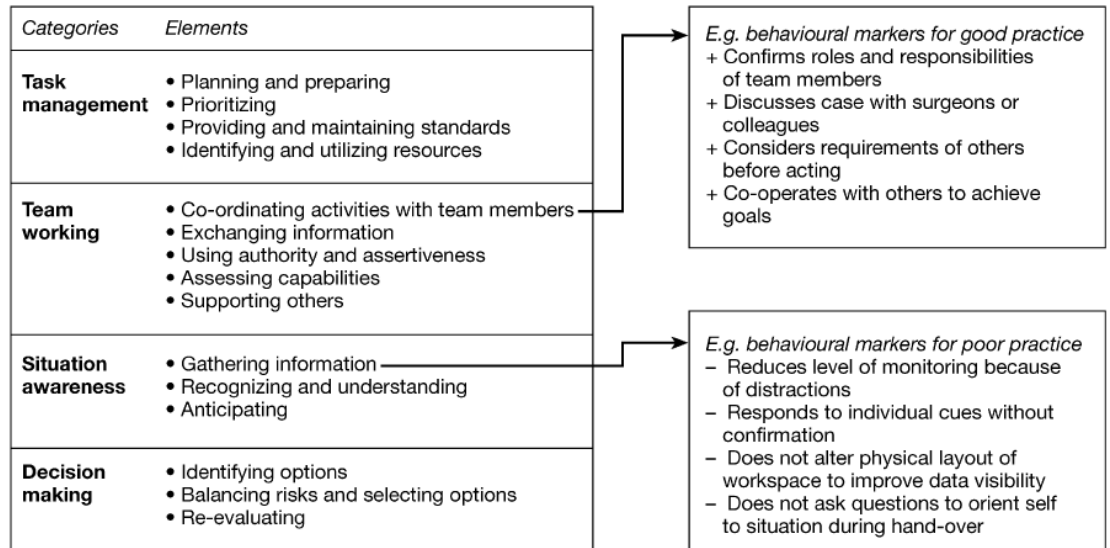 Categories Elements
Task management
• Planning and preparing
• Prioritizing
• Providing and maintaining standards
• Identifying and utilizing resources
Team working
• Co-ordinating activities with team members
• Exchanging information
• Using authority and assertiveness
• Assessing capabilities
• Supporting others
Situation awareness
• Gathering information
• Recognizing and understanding
• Anticipating
Decision making
• Identifying options
• Balancing risks and selecting options
• Re-evaluating
E.g. behavioural markers for good practice
+ Confirms roles and responsibilities
of team members
+ Discusses case with surgeons or
colleagues
+ Considers requirements of others
before acting
+ Co-operates with others to achieve
goals
E.g. behavioural markers for poor practice
– Reduces level of monitoring because
of distractions
– Responds to individual cues without
confirmation
– Does not alter physical layout of
workspace to improve data visibility
– Does not ask questions to orient self
to situation during hand-over